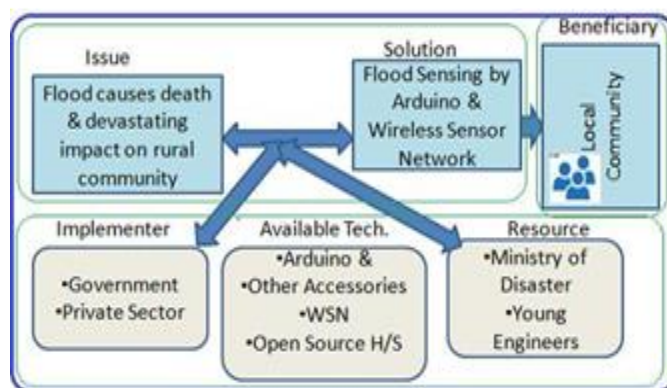 Beneficiary
Issue
Solution
Flood causes death
& devastating
impact on rural
community
Flood Sensing by
Arduino &
Wireless Sensor
Network
Local
Community
Implementer
Available Tech.
Resource
•Government
•Private Sector
•Arduino &
•Other Accessories
•WSN
•Open Source H/S
•Ministry of
Disaster
•Young
Engineers